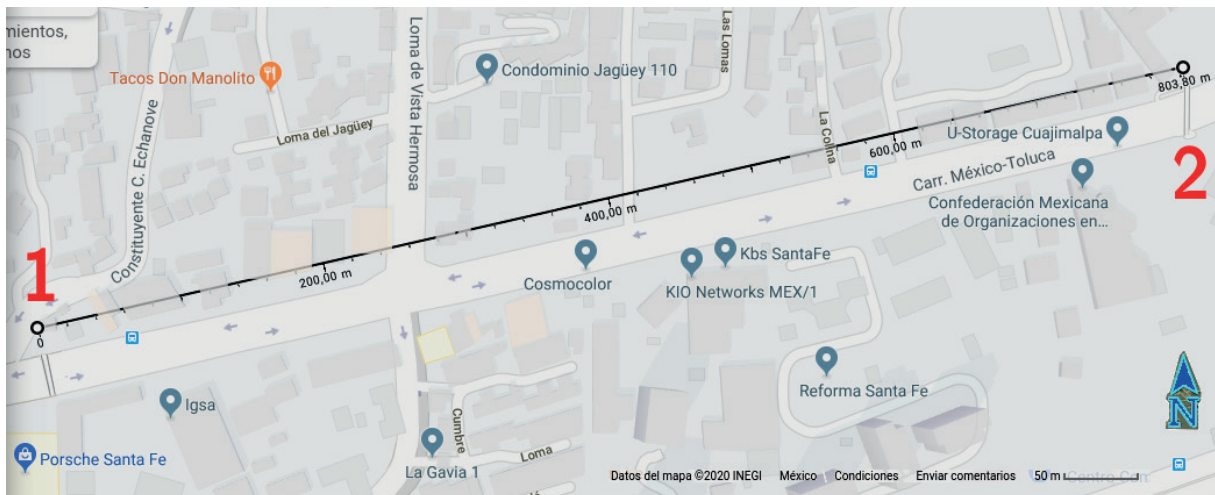 mientos,
nos
Tacos Don Manolito
Constituyente C. Echanove
Loma del Jagüey
Loma de Vista Hermosa
Condominio Jagüey 110
Las Lomas
La Colina
803,80 m
U-Storage Cuajimalpa
600,00 m
Carr. México-Toluca
2
Confederación Mexicana
de Organizaciones en...
400,00 m
200,00 m
1
0
Cosmocolor
Kbs SantaFe
KIO Networks MEX/1
Reforma Santa Fe
Igsa
Cumbre
Loma
La Gavia 1
Porsche Santa Fe
N
Datos del mapa ©2020 INEGI México Condiciones Enviar comentarios 50 m